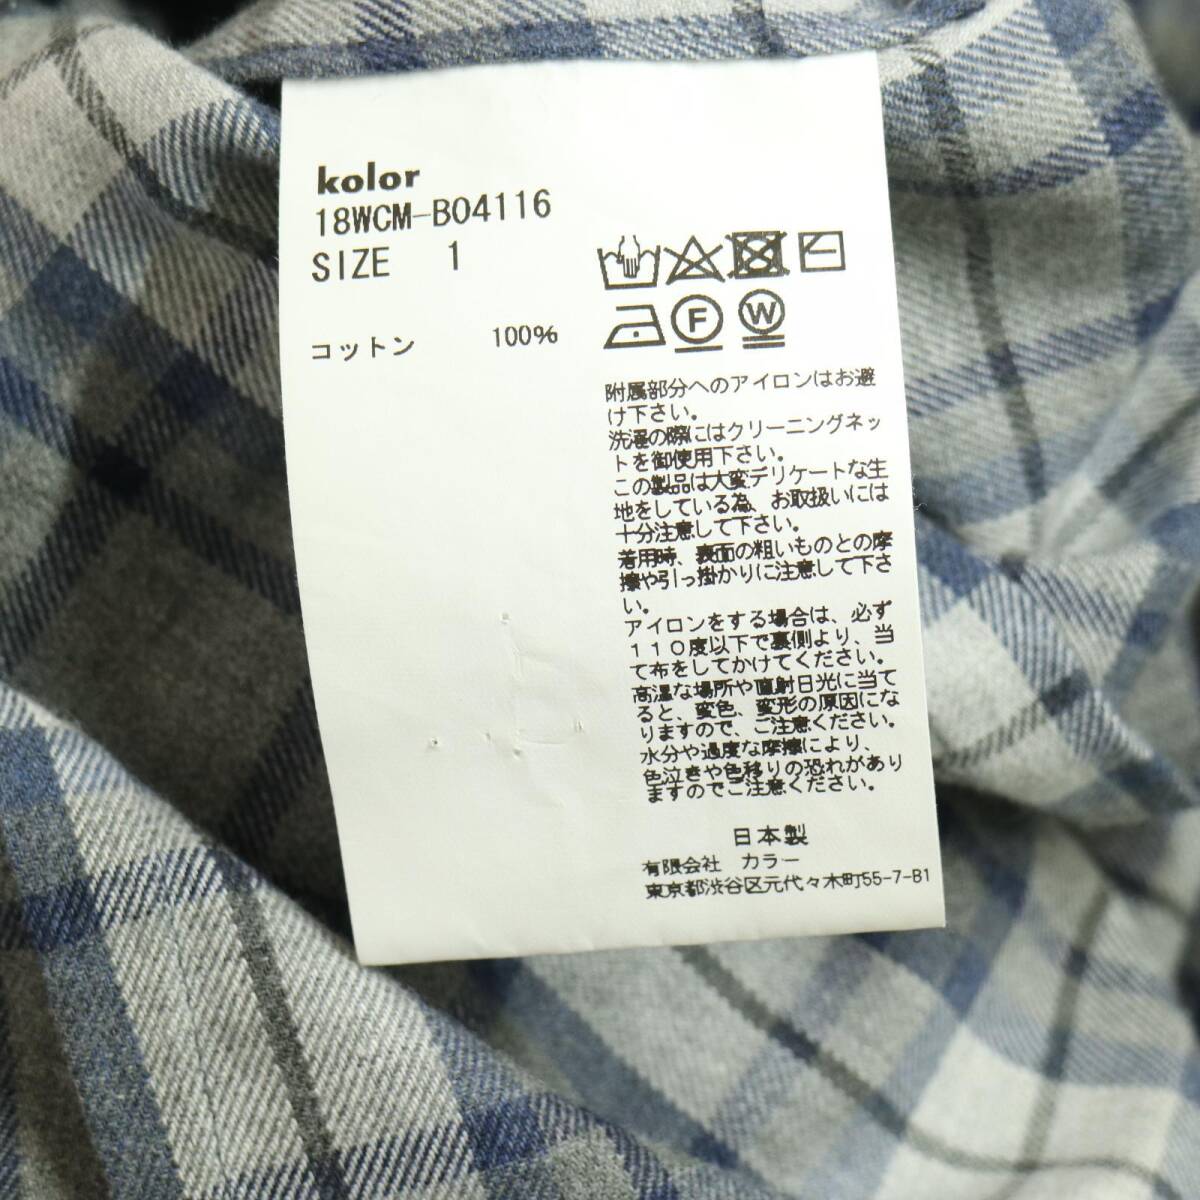 kolor
18WCM-B04116
SIZE 1
コットン 100%
F W
附属部分へのアイロンはお避
け下さい。
洗濯の際にはクリーニングネッ
トを御使用下さい。
この製品は大変デリケートな生
地をしている為、お取扱いには
十分注意して下さい。
着用時、表面の粗いものとの摩
擦や引っ掛かりに注意して下さ
い。
アイロンをする場合は、必ず
110度以下で裏側より、当
て布をしてかけてください。
高温な場所や直射日光に当て
ると、変色、変形の原因にな
りますので、ご注意ください。
水分や過度な摩擦により、
色泣きや色移りの恐れがあり
ますのでご注意ください。
日本製
有限会社 カラー
東京都渋谷区元代々木町55-7-B1